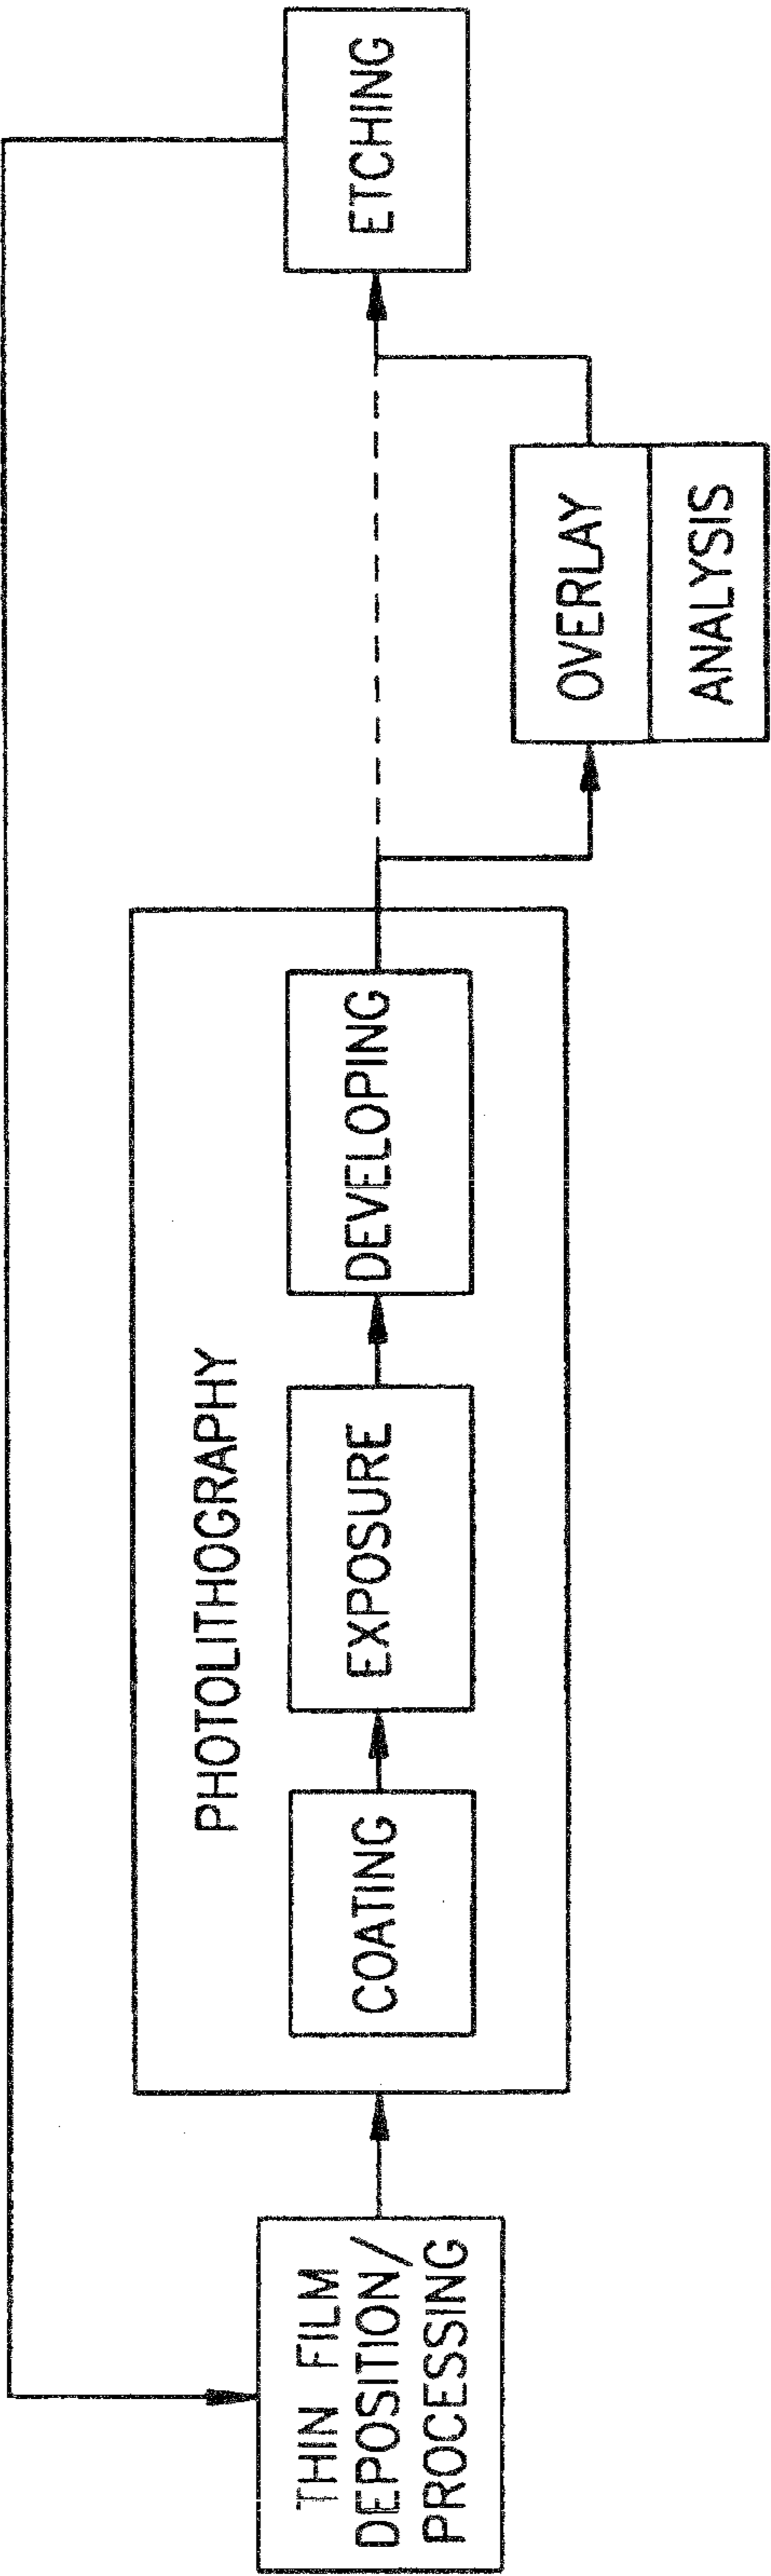 THIN FILM
DEPOSITION/
PROCESSING
PHOTOLITHOGRAPHY
COATING
EXPOSURE
DEVELOPING
OVERLAY
ANALYSIS
ETCHING